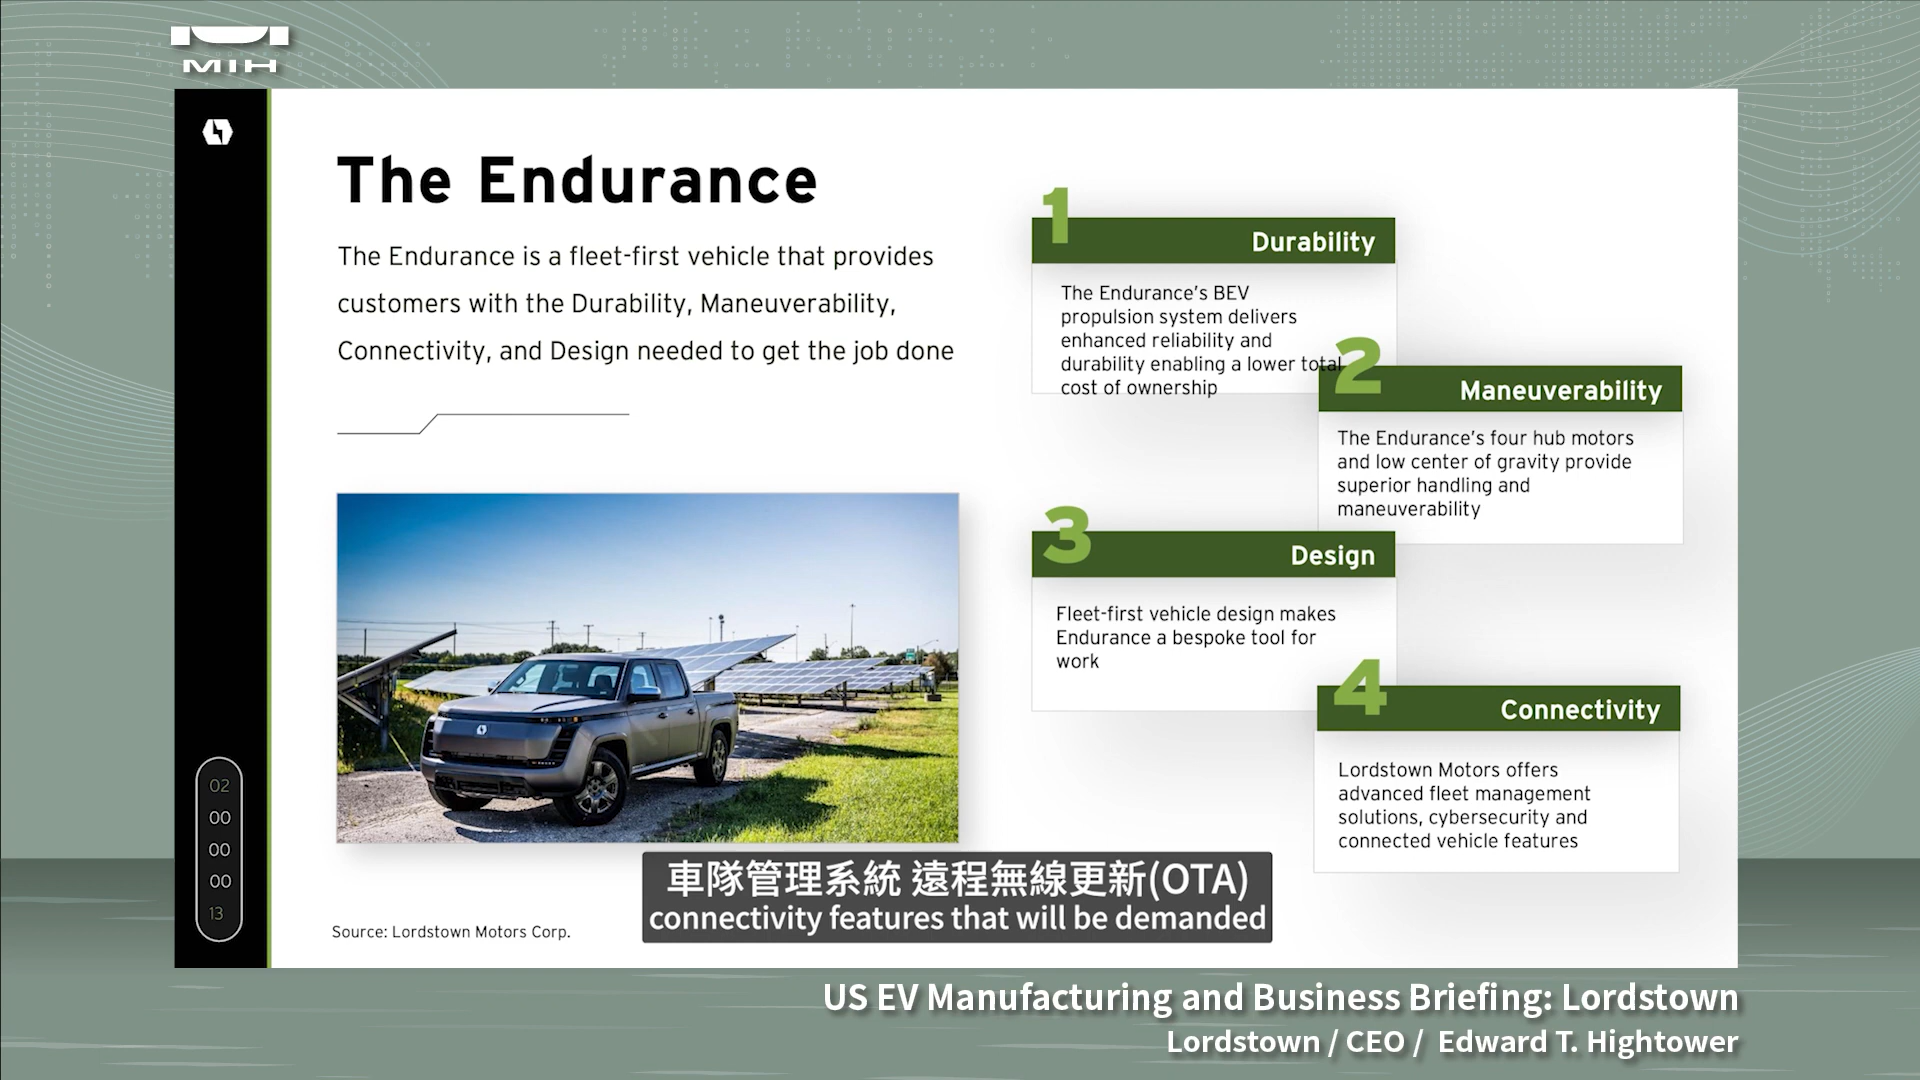 MIH
The Endurance
The Endurance is a fleet-first vehicle that provides
customers with the Durability, Maneuverability,
Connectivity, and Design needed to get the job done
1
Durability
The Endurance's BEV
propulsion system delivers
enhanced reliability and
durability enabling a lower total
cost of ownership
2
Maneuverability
The Endurance's four hub motors
and low center of gravity provide
superior handling and
maneuverability
3
Design
Fleet-first vehicle design makes
Endurance a bespoke tool for
work
4
Connectivity
Lordstown Motors offers
advanced fleet management
solutions, cybersecurity and
connected vehicle features
02
00
00
00
13
Source: Lordstown Motors Corp.
車隊管理系統 遠程無線更新(OTA)
connectivity features that will be demanded
US EV Manufacturing and Business Briefing: Lordstown
Lordstown / CEO / Edward T. Hightower